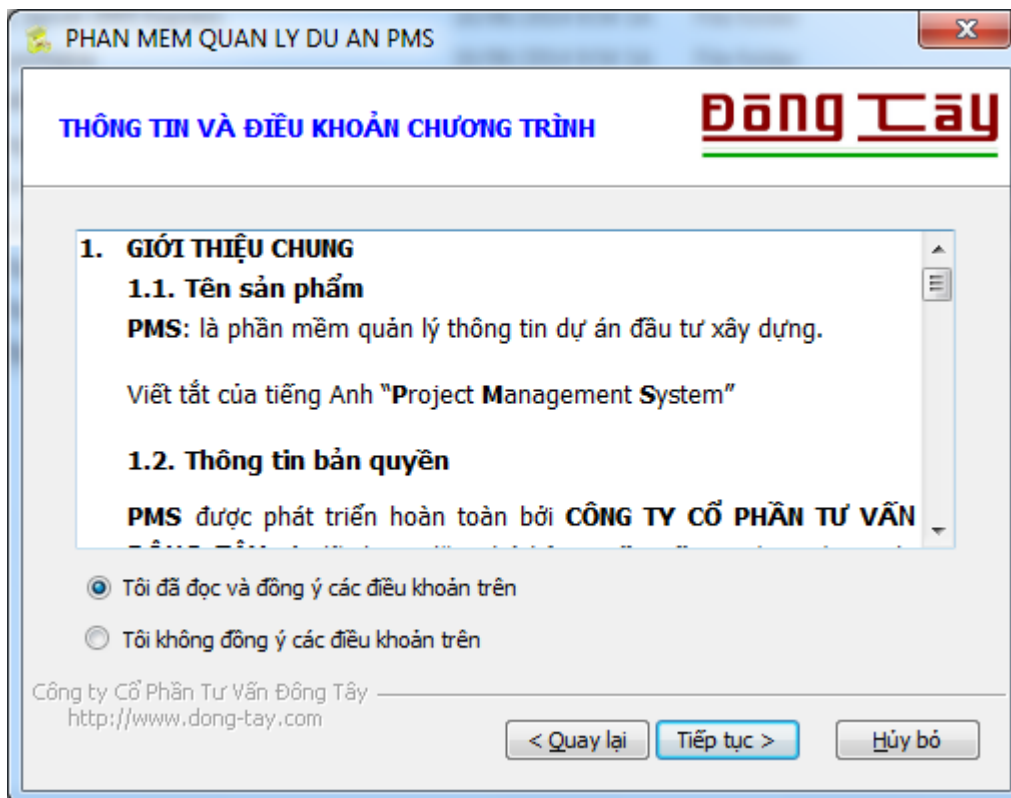 PHAN MEM QUAN LY DU AN PMS
THÔNG TIN VÀ ĐIỀU KHOẢN CHƯƠNG TRÌNH
Đông Tây
1. GIỚI THIỆU CHUNG
1.1. Tên sản phẩm
PMS: là phần mềm quản lý thông tin dự án đầu tư xây dựng.
Viết tắt của tiếng Anh “Project Management System”
1.2. Thông tin bản quyền
PMS được phát triển hoàn toàn bởi CÔNG TY CỔ PHẦN TƯ VẤN
Tôi đã đọc và đồng ý các điều khoản trên
Tôi không đồng ý các điều khoản trên
Công ty Cổ Phần Tư Vấn Đông Tây
http://www.dong-tay.com
< Quay lại
Tiếp tục >
Hủy bỏ